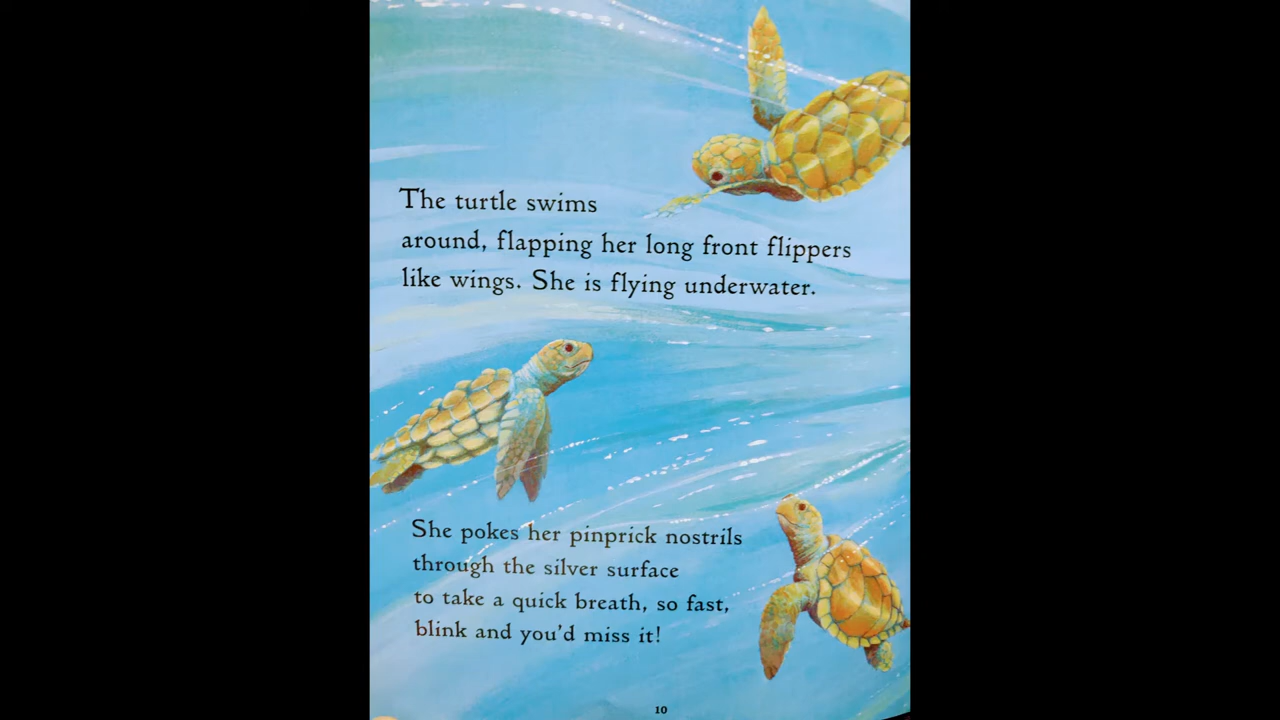 The turtle swims
around, flapping her long front flippers
like wings. She is flying underwater.
She pokes her pinprick nostrils
through the silver surface
to take a quick breath, so fast,
blink and you'd miss it!
10